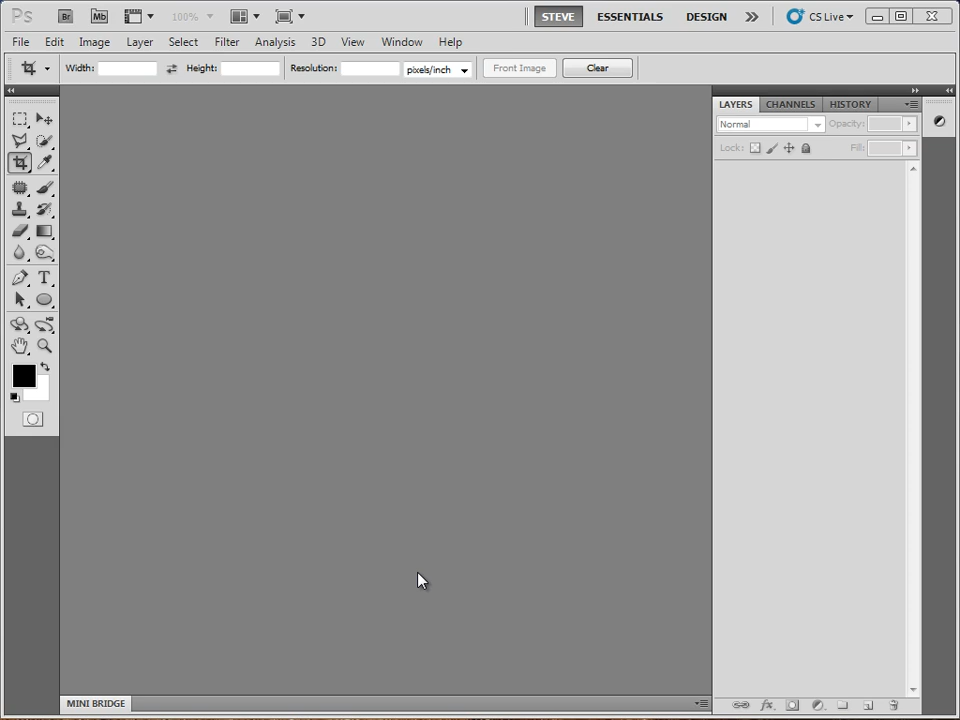 Ps Br Mb 100% STEVE ESSENTIALS DESIGN CS Live
File Edit Image Layer Select Filter Analysis 3D View Window Help
Width: Height: Resolution: pixels/inch Front Image Clear
LAYERS CHANNELS HISTORY
Normal Opacity:
Lock: Fill:
T
MINI BRIDGE
fx